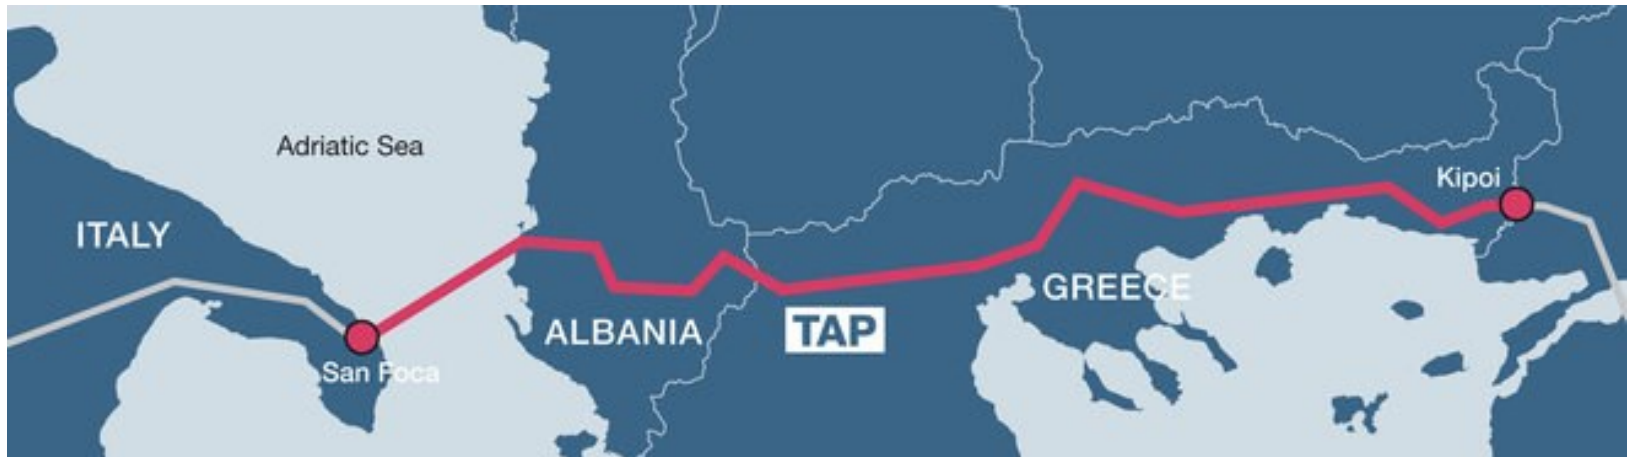 Adriatic Sea
Kipoi
ITALY
GREECE
ALBANIA
TAP
San Foca